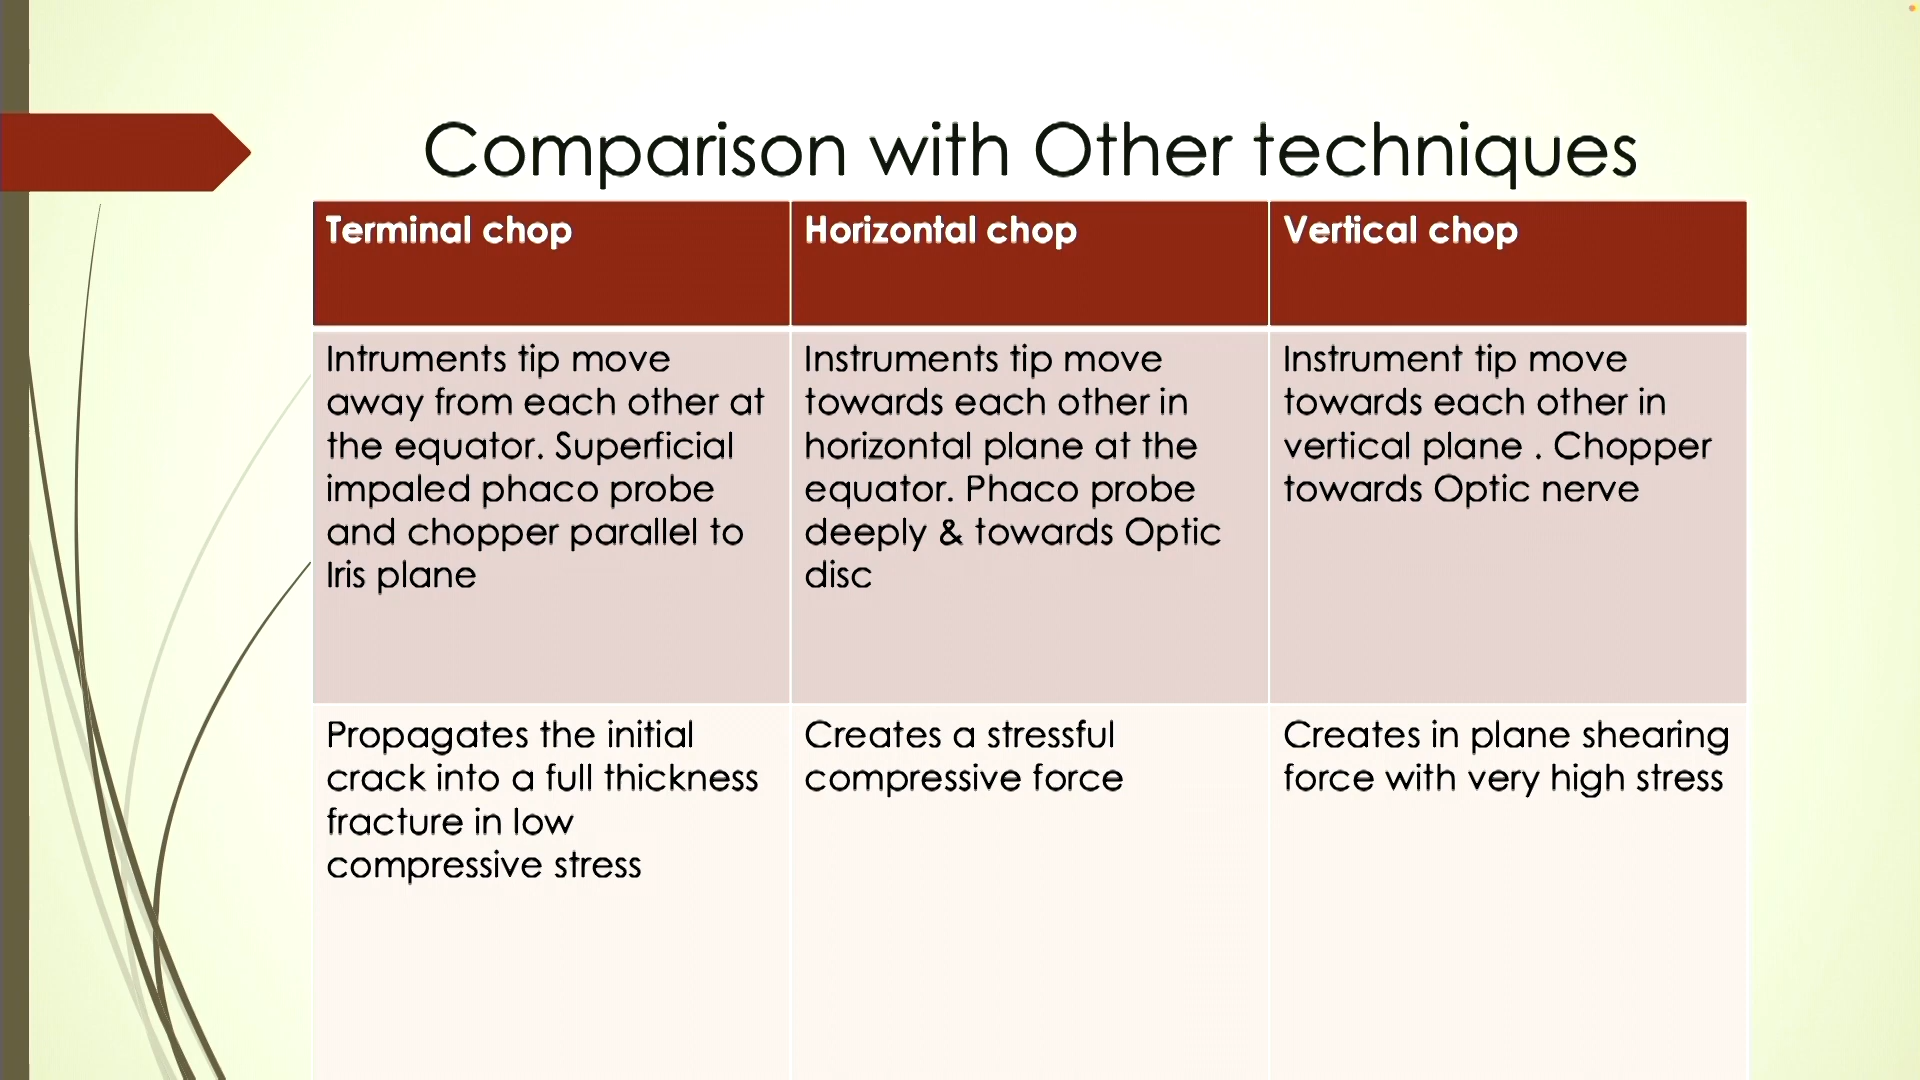 Comparison with Other techniques
Terminal chop
Horizontal chop
Vertical chop
Intruments tip move
away from each other at
the equator. Superficial
impaled phaco probe
and chopper parallel to
Iris plane
Instruments tip move
towards each other in
horizontal plane at the
equator. Phaco probe
deeply & towards Optic
disc
Instrument tip move
towards each other in
vertical plane . Chopper
towards Optic nerve
Propagates the initial
crack into a full thickness
fracture in low
compressive stress
Creates a stressful
compressive force
Creates in plane shearing
force with very high stress